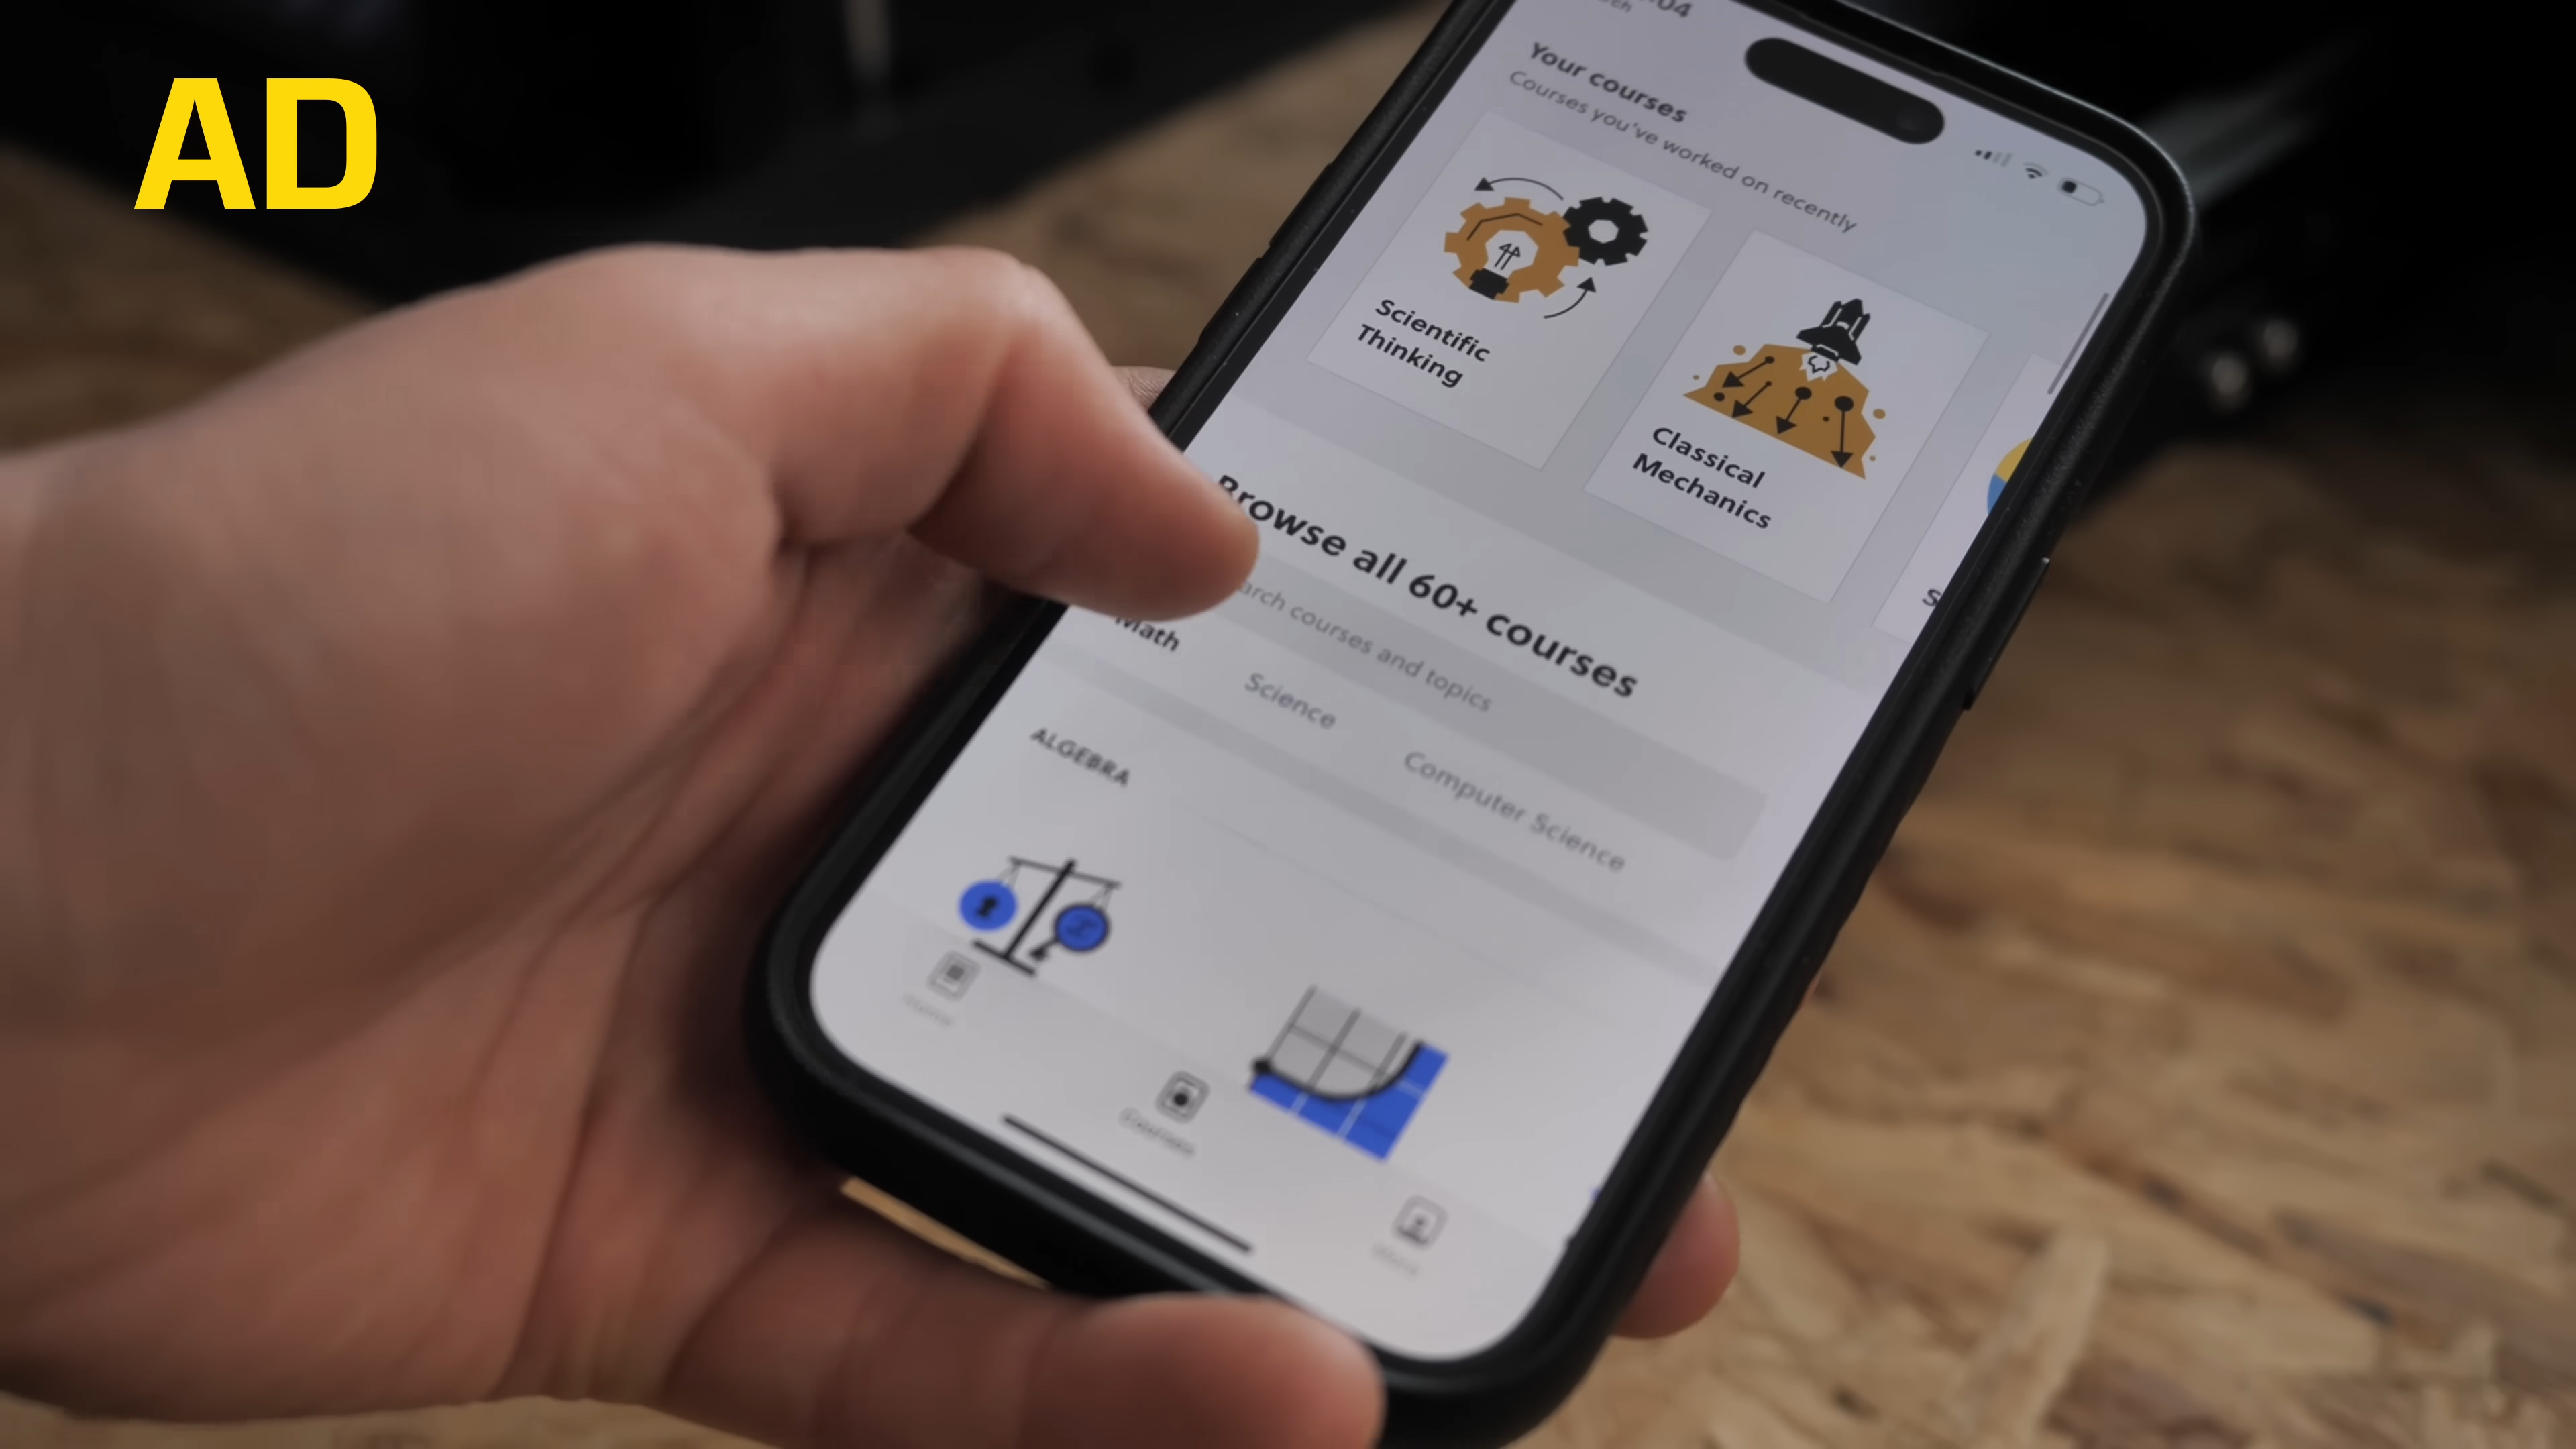 AD
Your courses
Courses you've worked on recently
Scientific
Thinking
Classical
Mechanics
Browse all 60+ courses
courses and topics
Math
Science
Computer Science
ALGEBRA
Courses